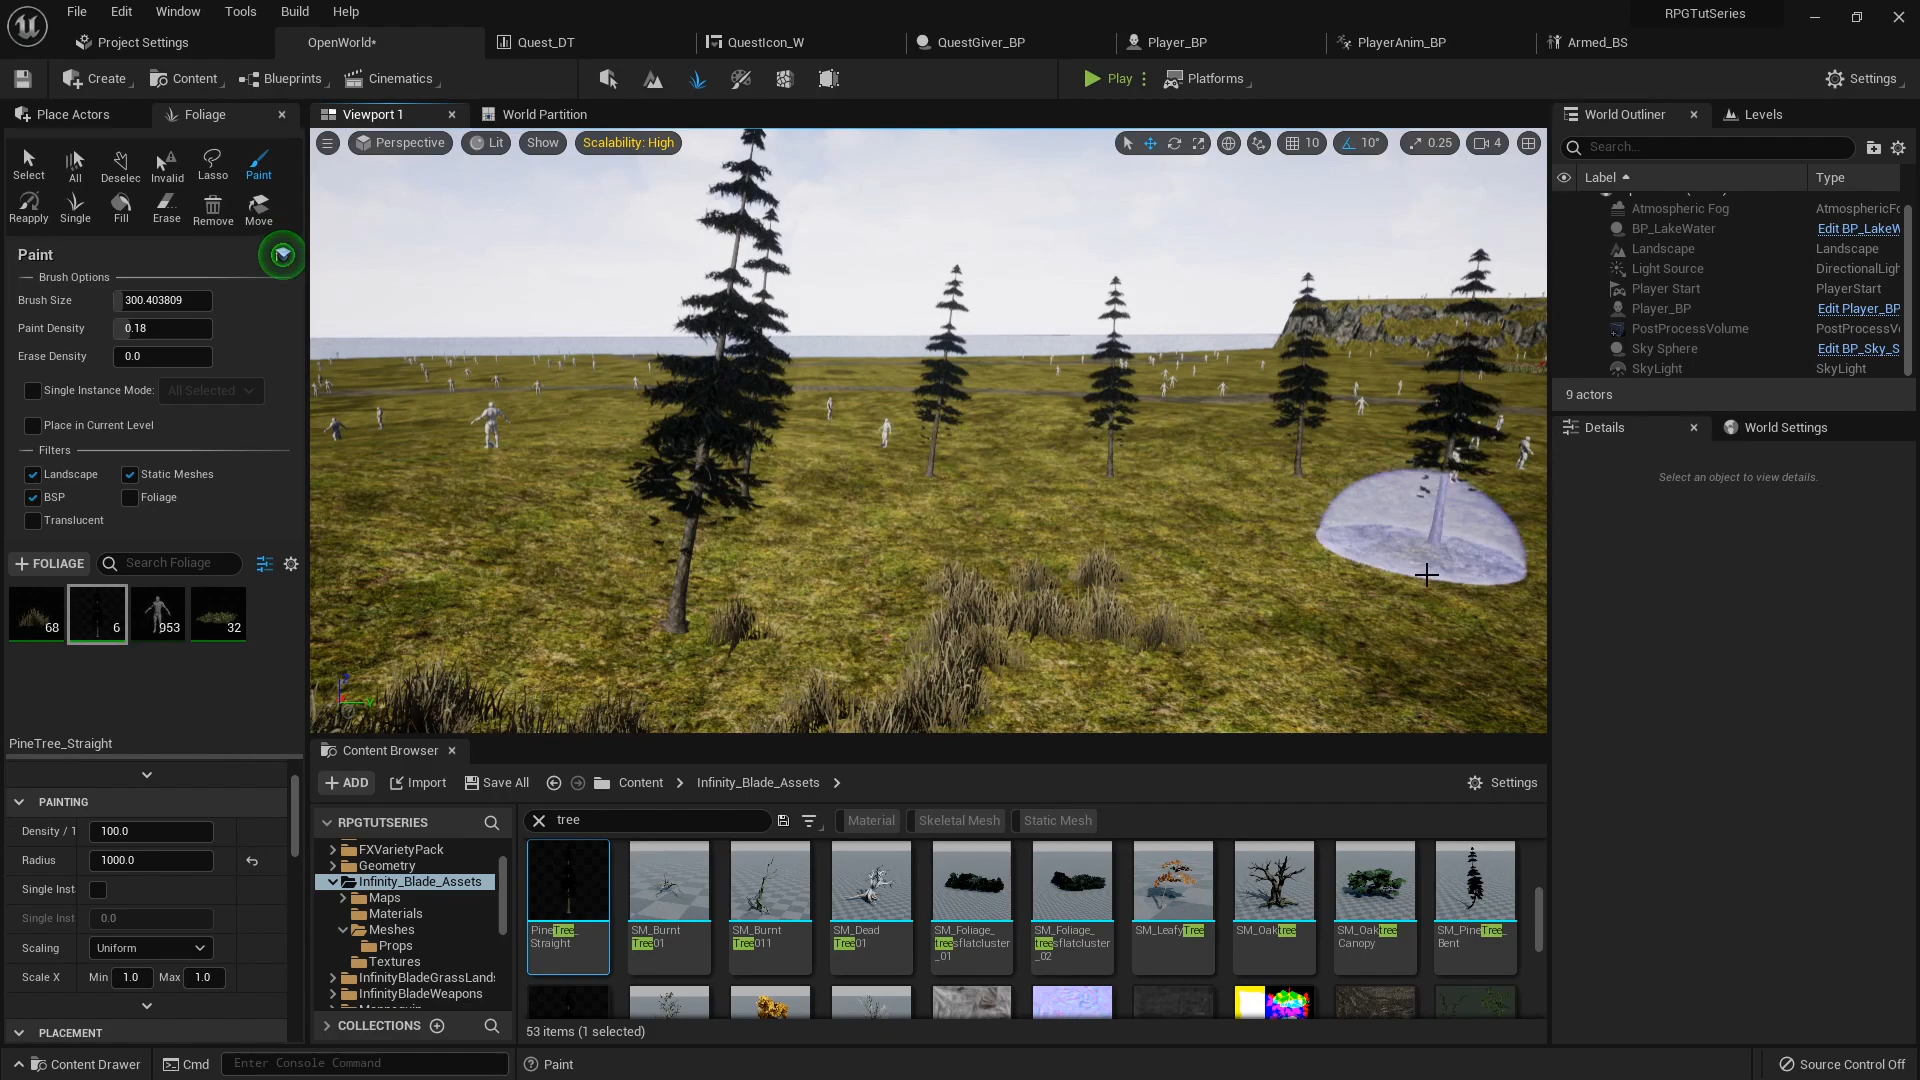 File Edit Window Tools Build Help
RPGTutSeries
Project Settings
OpenWorld*
Quest_DT
QuestIcon_W
QuestGiver_BP
Player_BP
PlayerAnim_BP
Armed_BS
Create Content Blueprints Cinematics
Play Platforms
Settings
Place Actors
Foliage
Viewport 1
World Partition
World Outliner
Levels
Select All Deselec Invalid Lasso Paint
Reapply Single Fill Erase Remove Move
Paint
Brush Options
Brush Size 300.403809
Paint Density 0.18
Erase Density 0.0
Single Instance Mode: All Selected
Place in Current Level
Filters
Landscape Static Meshes
BSP Foliage
Translucent
+ FOLIAGE Search Foliage
68 6 953 32
PineTree_Straight
PAINTING
Density / 1 100.0
Radius 1000.0
Single Inst
Single Inst 0.0
Scaling Uniform
Scale X Min 1.0 Max 1.0
PLACEMENT
Perspective Lit Show Scalability: High
10 10° 0.25 4
Search...
Label Type
Atmospheric Fog AtmosphericFo
BP_LakeWater Edit BP_LakeW
Landscape Landscape
Light Source DirectionalLigh
Player Start PlayerStart
Player_BP Edit Player_BP
PostProcessVolume PostProcessV
Sky Sphere Edit BP_Sky_S
SkyLight SkyLight
9 actors
Details
World Settings
Select an object to view details.
Content Browser
+ ADD Import Save All Content > Infinity_Blade_Assets >
Settings
RPGTUTSERIES
FXVarietyPack
Geometry
Infinity_Blade_Assets
Maps
Materials
Meshes
Props
Textures
InfinityBladeGrassLands
InfinityBladeWeapons
COLLECTIONS
tree
Material Skeletal Mesh Static Mesh
PineTree_
Straight
SM_Burnt
Tree01
SM_Burnt
Tree011
SM_Dead
Tree01
SM_Foliage_
treesflatcluster
_01
SM_Foliage_
treesflatcluster
_02
SM_LeafyTree
SM_Oaktree
SM_Oaktree
Canopy
SM_PineTree_
Bent
53 items (1 selected)
Content Drawer
Cmd
Enter Console Command
Paint
Source Control Off